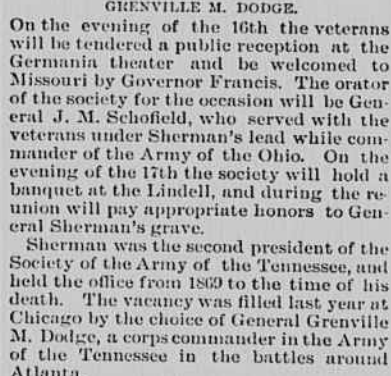 GRENVILLE M. DODGE.
On the evening of the 16th the veterans
will be tendered a public reception at the
Germania theater and be welcomed to
Missouri by Governor Francis. The orator
of the society for the occasion will be Gen-
eral J. M. Schofield, who served with the
veterans under Sherman's lead while com-
mander of the Army of the Ohio. On the
evening of the 17th the society will hold a
banquet at the Lindell, and during the re-
union will pay appropriate honors to Gen-
eral Sherman's grave.
Sherman was the second president of the
Society of the Army of the Tennessee, and
held the office from 1869 to the time of his
death. The vacancy was filled last year at
Chicago by the choice of General Grenville
M. Dodge, a corps commander in the Army
of the Tennessee in the battles around
Atlanta.